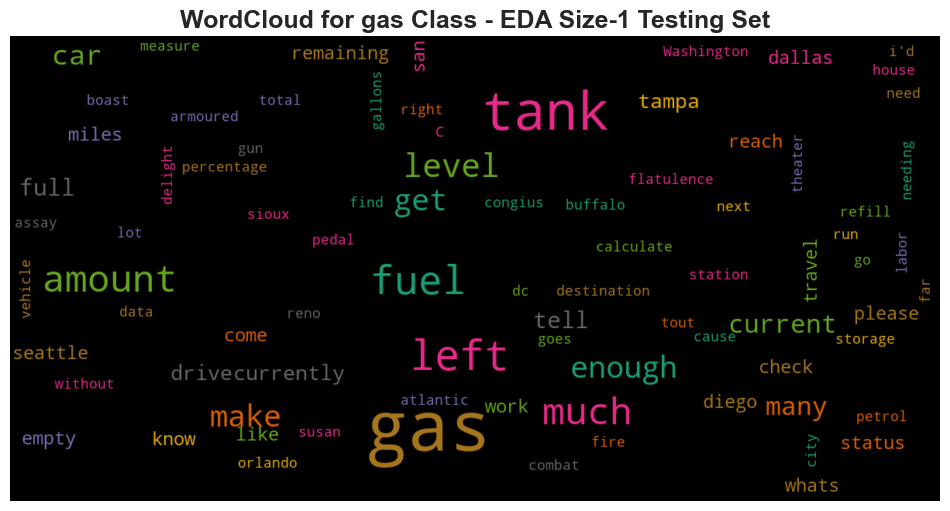 WordCloud for gas Class - EDA Size-1 Testing Set
car
measure
remaining
san
Washington
dallas
i'd
house
boast
total
gallons
right
tank
tampa
need
miles
armoured
C
reach
gun
level
theater
needing
delight
percentage
flatulence
full
find
get
congius
buffalo
next
refill
assay
sioux
lot
pedal
calculate
run
labor
go
amount
fuel
station
travel
far
vehicle
dc
destination
data
reno
tell
tout
current
please
come
goes
cause
storage
seattle
left
enough
check
without
drivecurrently
atlantic
work
much
diego
many
make
gas
petrol
empty
know
like
susan
fire
city
status
orlando
combat
whats